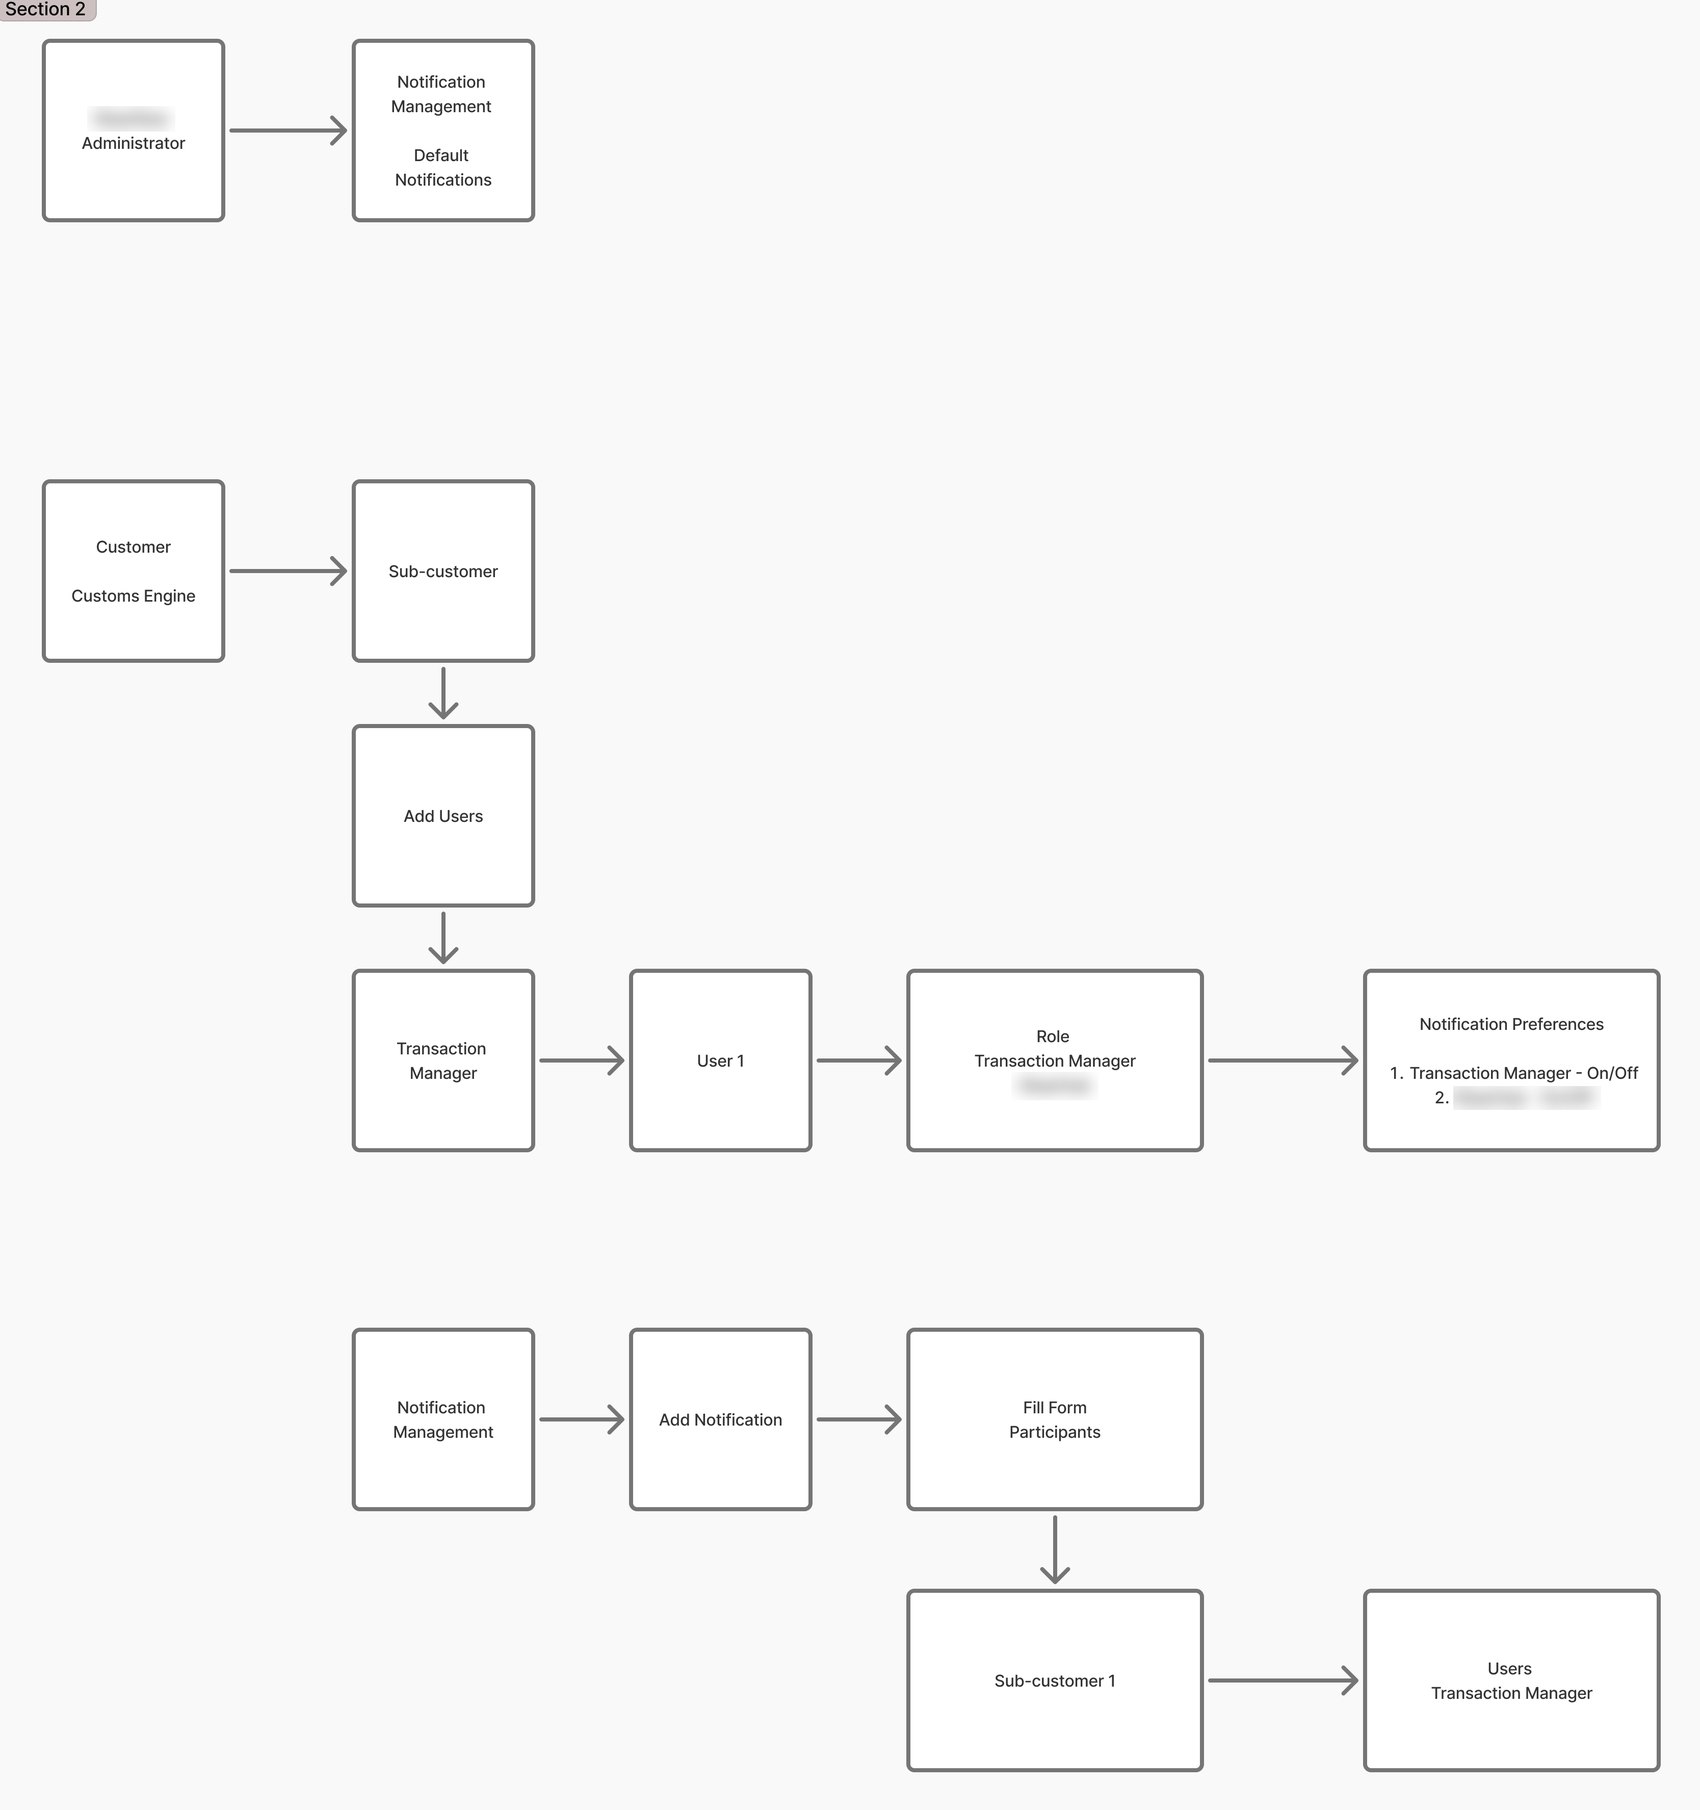 Section 2
Administrator
Notification
Management
Default
Notifications
Customer
Customs Engine
Sub-customer
Add Users
Transaction
Manager
User 1
Role
Transaction Manager
Notification Preferences
1. Transaction Manager - On/Off
2.
Notification
Management
Add Notification
Fill Form
Participants
Sub-customer 1
Users
Transaction Manager